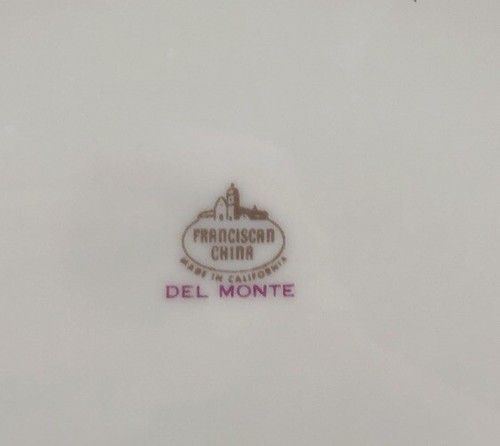 FRANCISCAN
CHINA
MADE IN CALIFORNIA
DEL MONTE